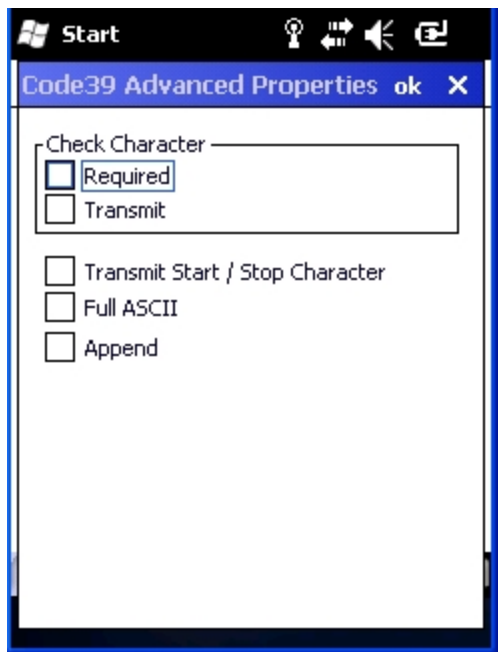 Start
Code39 Advanced Properties ok X
Check Character
Required
Transmit
Transmit Start / Stop Character
Full ASCII
Append